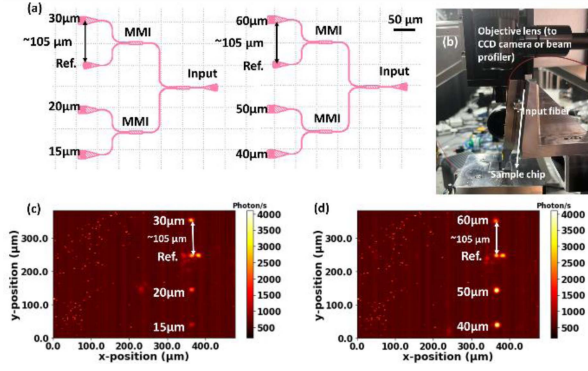 (a)
30μm
~105 μm
Ref.
MMI
Input
20μm
MMI
15μm
60μm
~105 μm
Ref.
MMI
Input
50μm
MMI
40μm
50 μm
(b)
Objective lens (to
CCD camera or beam
profiler)
Input fiber
Sample chip
(c)
Photon/s
30μm
~105 μm
Ref.
20μm
15μm
y-position (μm)
300.0
200.0
100.0
0.0
0.0 100.0 200.0 300.0 400.0
x-position (μm)
4000
3500
3000
2500
2000
1500
1000
500
(d)
Photon/s
60μm
~105 μm
Ref.
50μm
40μm
y-position (μm)
300.0
200.0
100.0
0.0
0.0 100.0 200.0 300.0 400.0
x-position (μm)
4000
3500
3000
2500
2000
1500
1000
500